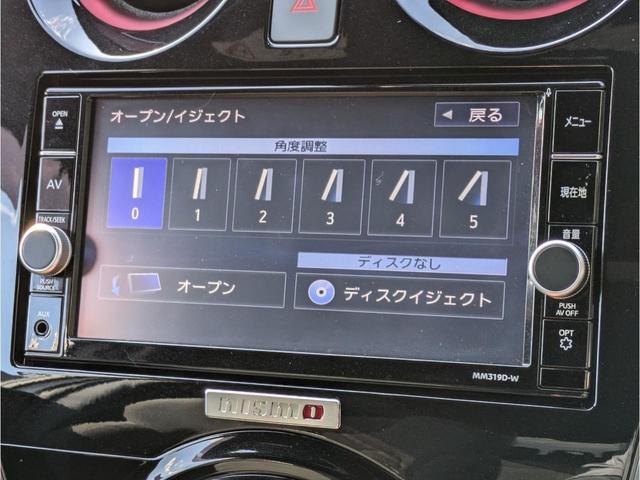 OPEN
オープン/イジェクト
戻る
メニュー
角度調整
AV
0
1
2
3
4
5
現在地
TRACK/SEEK
音量
ディスクなし
オープン
ディスクイジェクト
PUSH
SOURCE
PUSH
AV OFF
AUX
OPT
MM319D-W
nismo